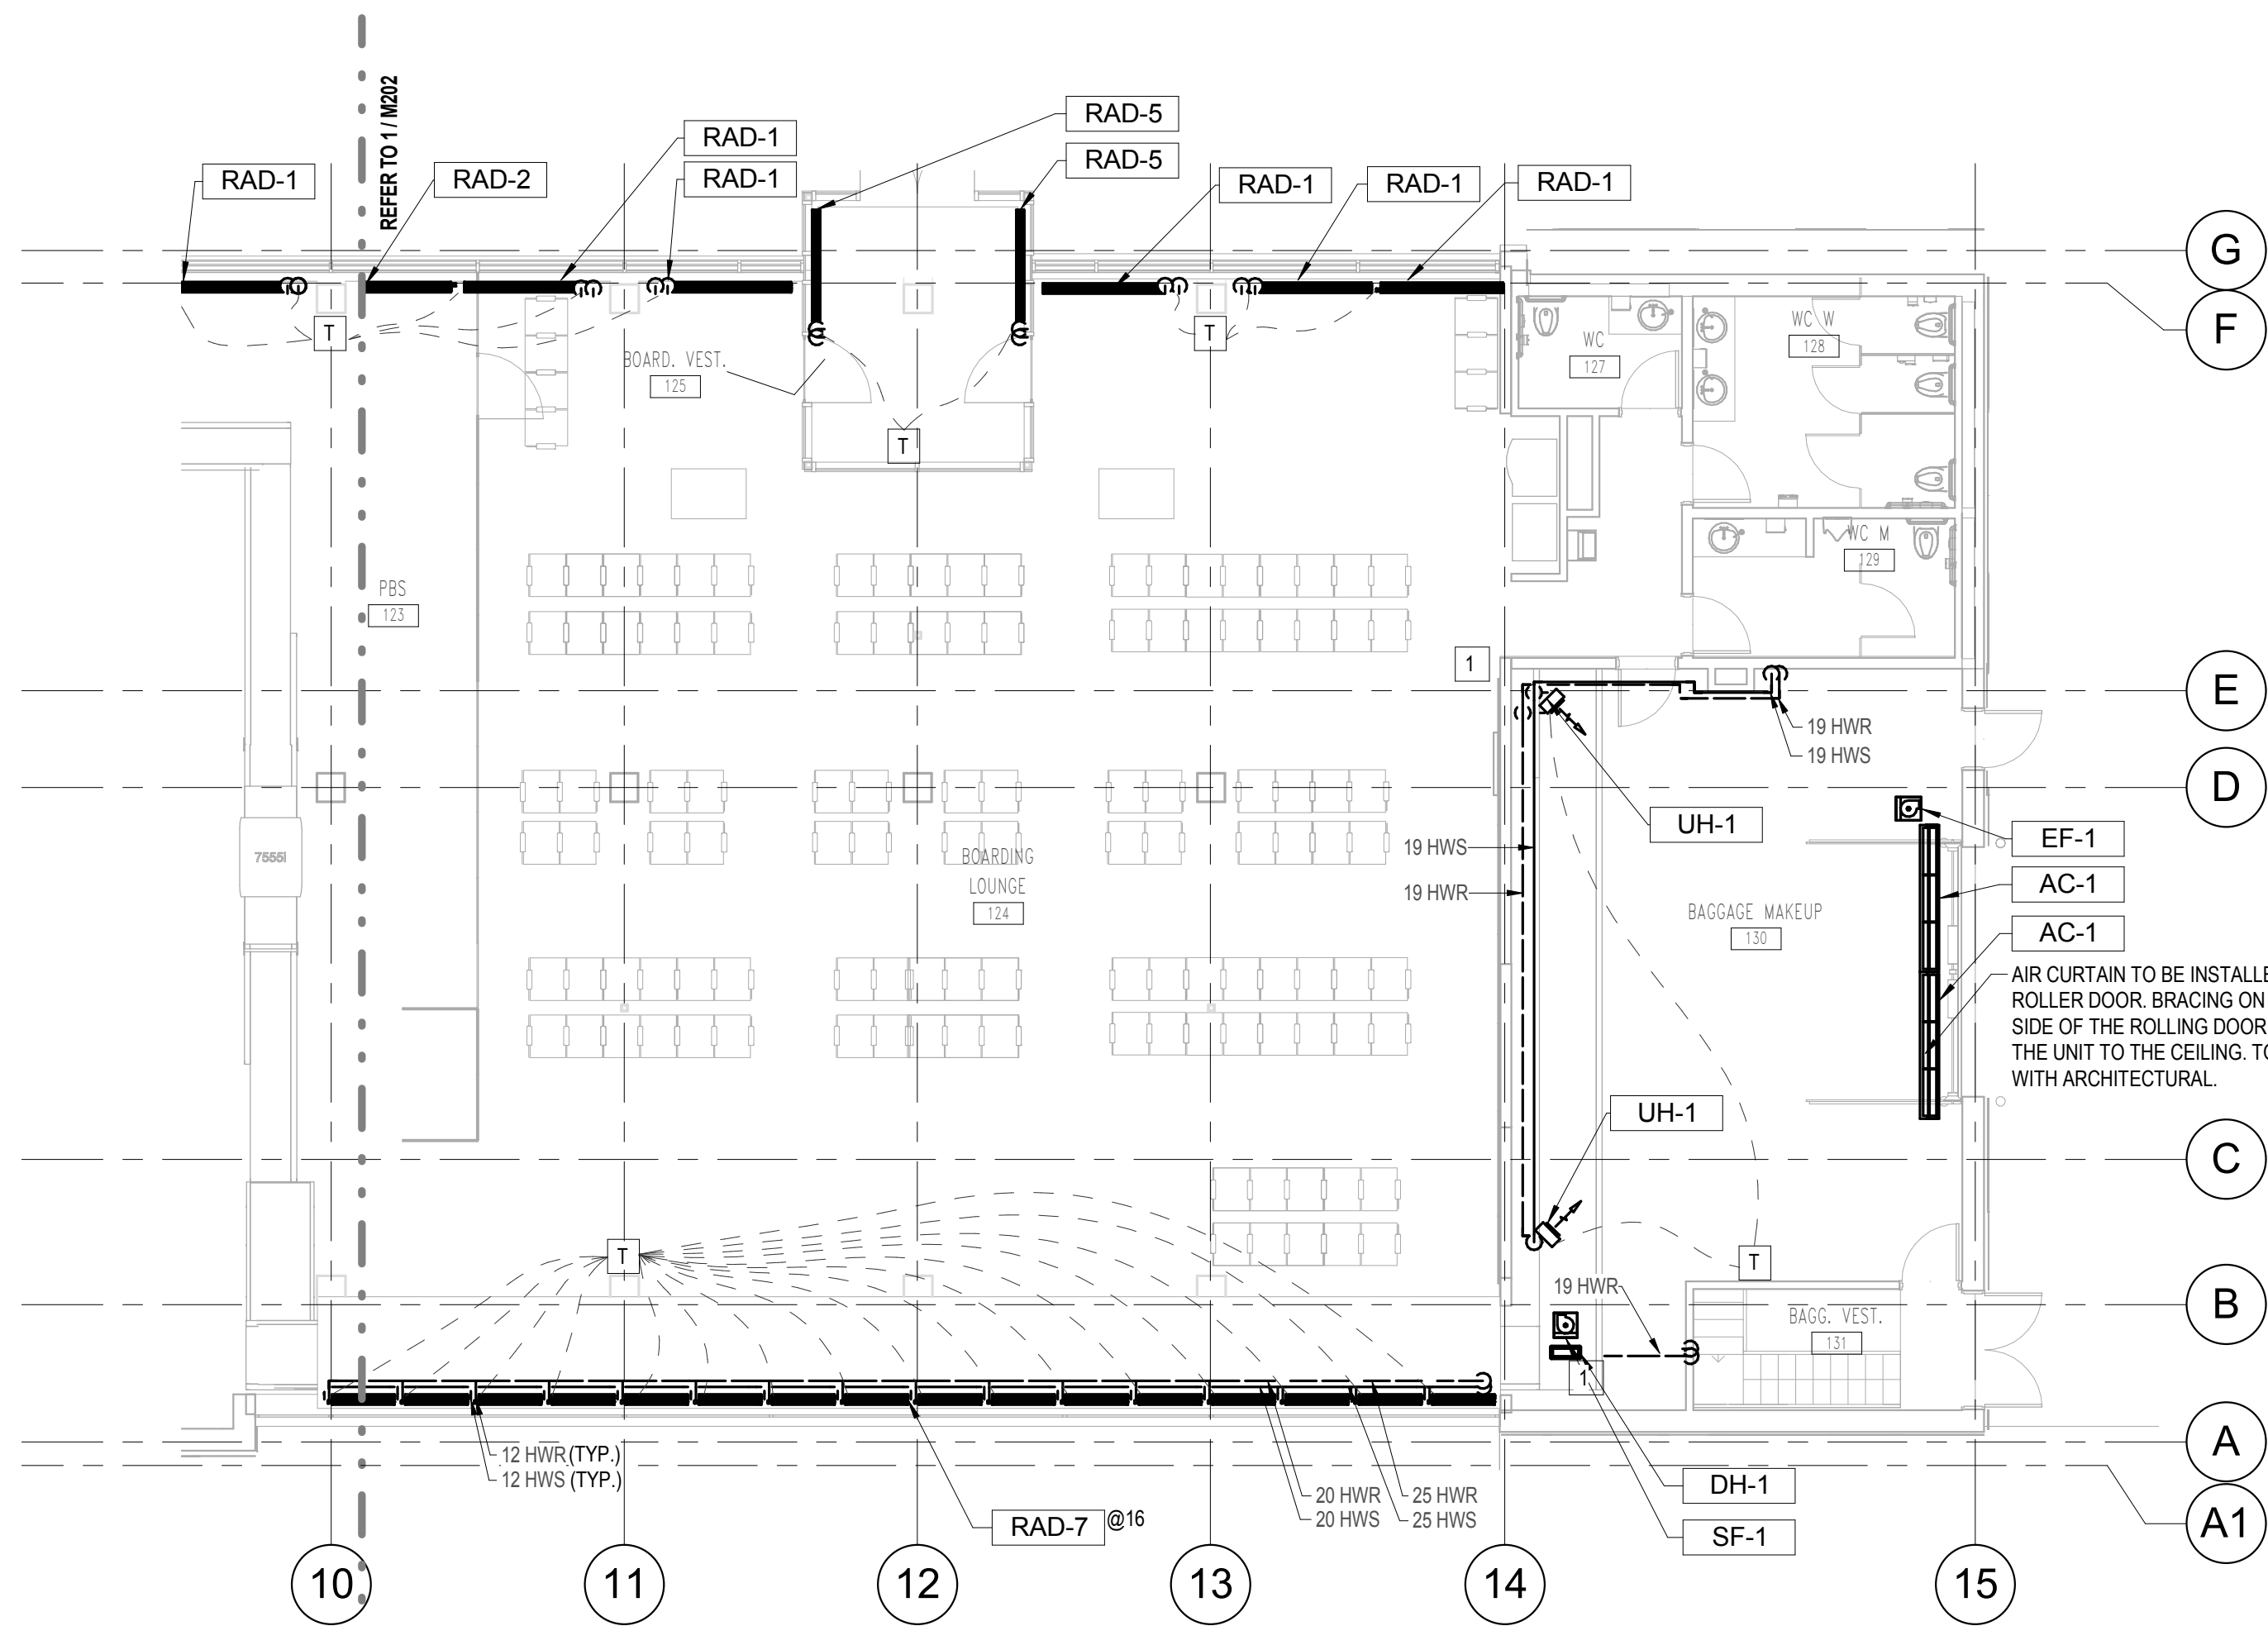 REFER TO 1 / M202
RAD-1
RAD-2
RAD-1
RAD-1
RAD-5
RAD-5
RAD-1
RAD-1
RAD-1
G
F
T
T
T
BOARD. VEST.
125
WC
127
WC W
128
WC M
129
PBS
123
1
E
19 HWR
19 HWS
D
UH-1
EF-1
AC-1
AC-1
7555i
19 HWS
19 HWR
BOARDING
LOUNGE
124
BAGGAGE MAKEUP
130
AIR CURTAIN TO BE INSTALLE
ROLLER DOOR. BRACING ON
SIDE OF THE ROLLING DOOR
THE UNIT TO THE CEILING. TO
WITH ARCHITECTURAL.
UH-1
C
T
T
19 HWR
B
BAGG. VEST.
131
1
12 HWR (TYP.)
12 HWS (TYP.)
RAD-7 @16
20 HWR
20 HWS
25 HWR
25 HWS
DH-1
SF-1
A
A1
10
11
12
13
14
15